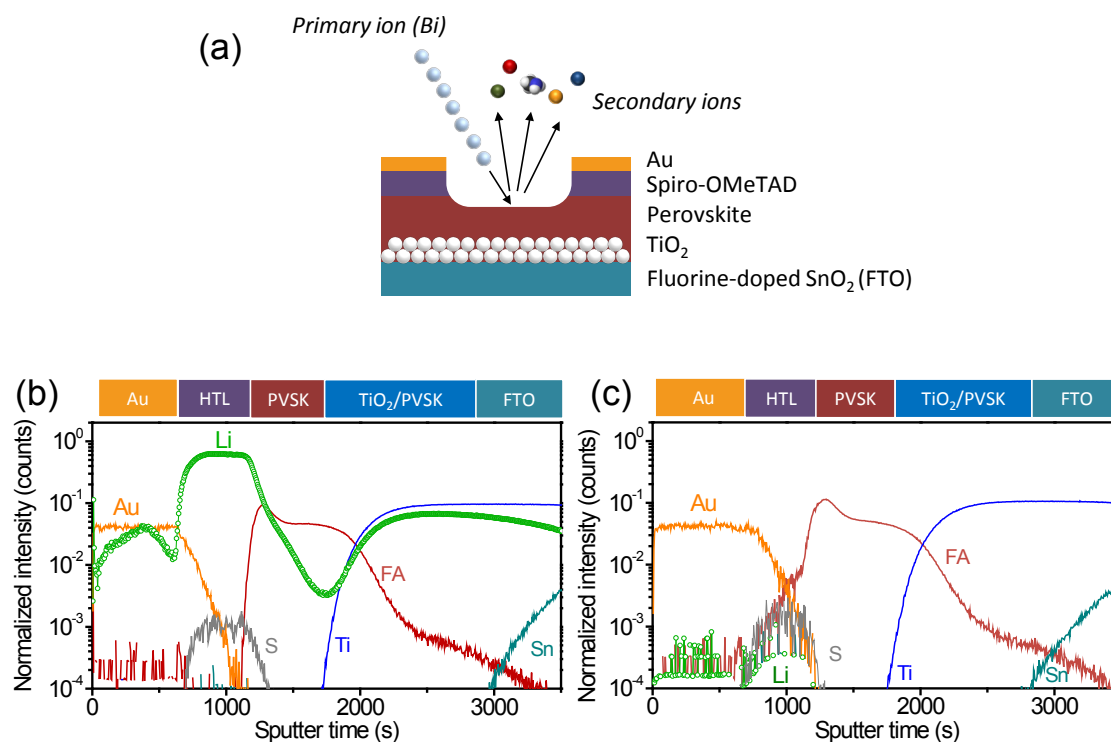 (a)
Primary ion (Bi)
Secondary ions
Au
Spiro-OMeTAD
Perovskite
TiO2
Fluorine-doped SnO2 (FTO)
(b)
Au HTL PVSK TiO2/PVSK FTO
Normalized intensity (counts)
10^0
10^-1
10^-2
10^-3
10^-4
Li
Au
FA
S
Ti
Sn
0 1000 2000 3000
Sputter time (s)
(c)
Au HTL PVSK TiO2/PVSK FTO
Normalized intensity (counts)
10^0
10^-1
10^-2
10^-3
10^-4
Au
FA
S
Li
Ti
Sn
0 1000 2000 3000
Sputter time (s)